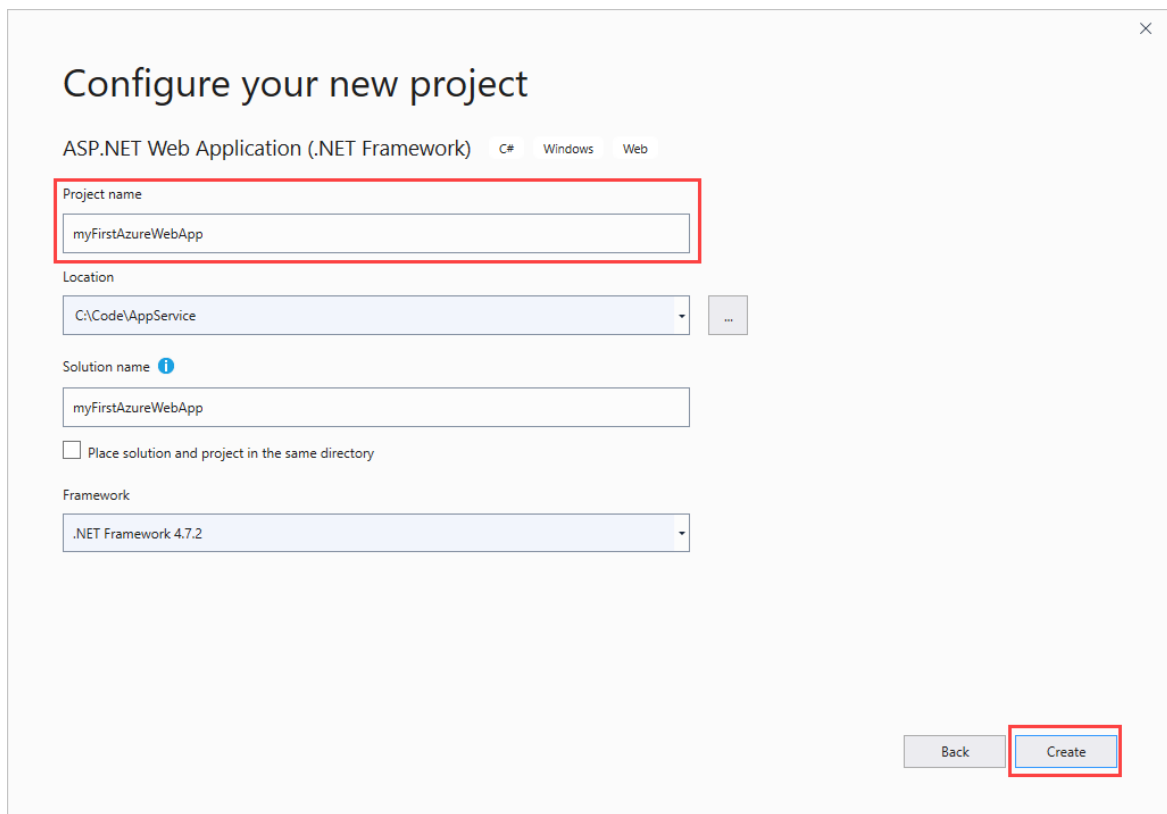 Configure your new project
ASP.NET Web Application (.NET Framework) C# Windows Web
Project name
myFirstAzureWebApp
Location
C:\Code\AppService
...
Solution name
myFirstAzureWebApp
Place solution and project in the same directory
Framework
.NET Framework 4.7.2
Back Create